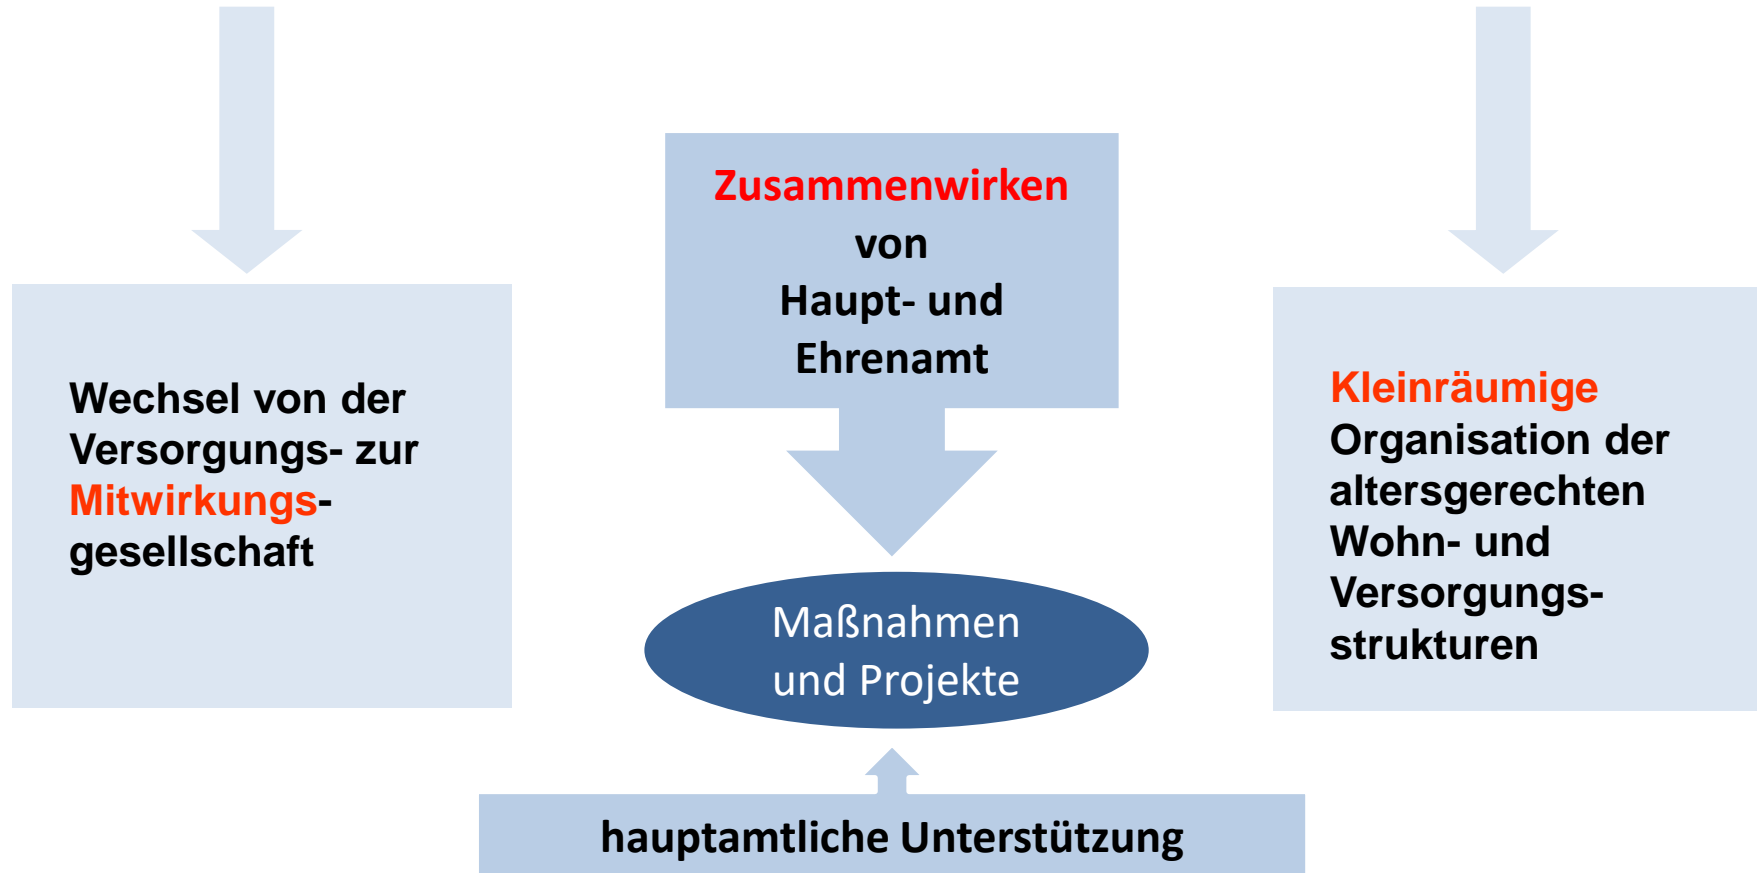 Wechsel von der
Versorgungs- zur
Mitwirkungs-
gesellschaft
Zusammenwirken
von
Haupt- und
Ehrenamt
Maßnahmen
und Projekte
hauptamtliche Unterstützung
Kleinräumige
Organisation der
altersgerechten
Wohn- und
Versorgungs-
strukturen